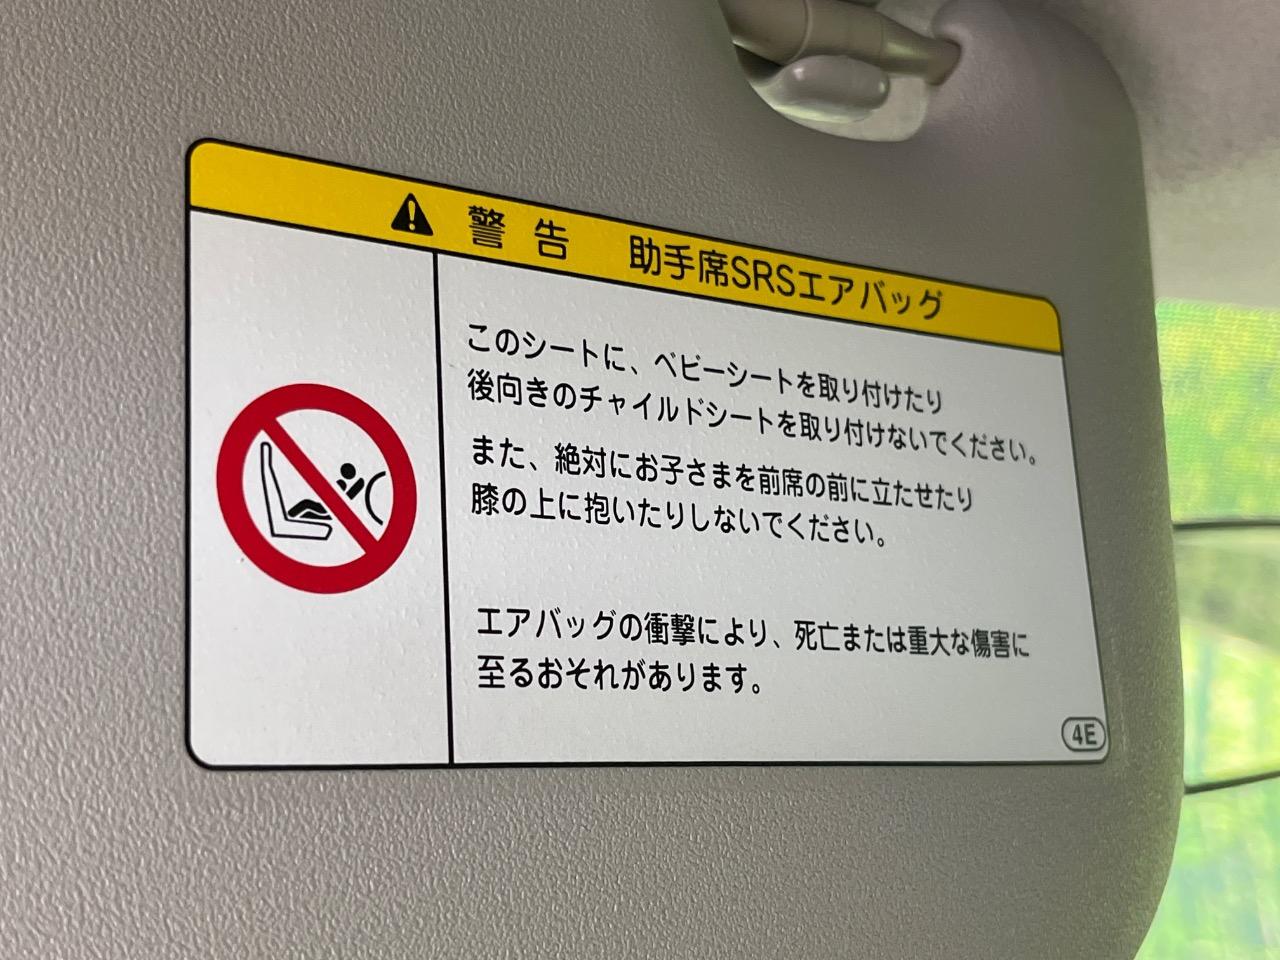 警告 助手席SRSエアバッグ
このシートに、ベビーシートを取り付けたり
後向きのチャイルドシートを取り付けないでください。
また、絶対にお子さまを前席の前に立たせたり
膝の上に抱いたりしないでください。
エアバッグの衝撃により、死亡または重大な傷害に
至るおそれがあります。
4E